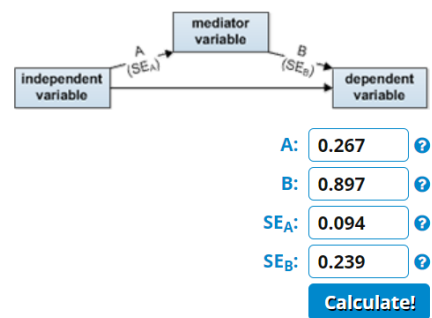 mediator
variable
A
(SEA)
B
(SEB)
independent
variable
dependent
variable
A: 0.267 ?
B: 0.897 ?
SEA: 0.094 ?
SEB: 0.239 ?
Calculate!